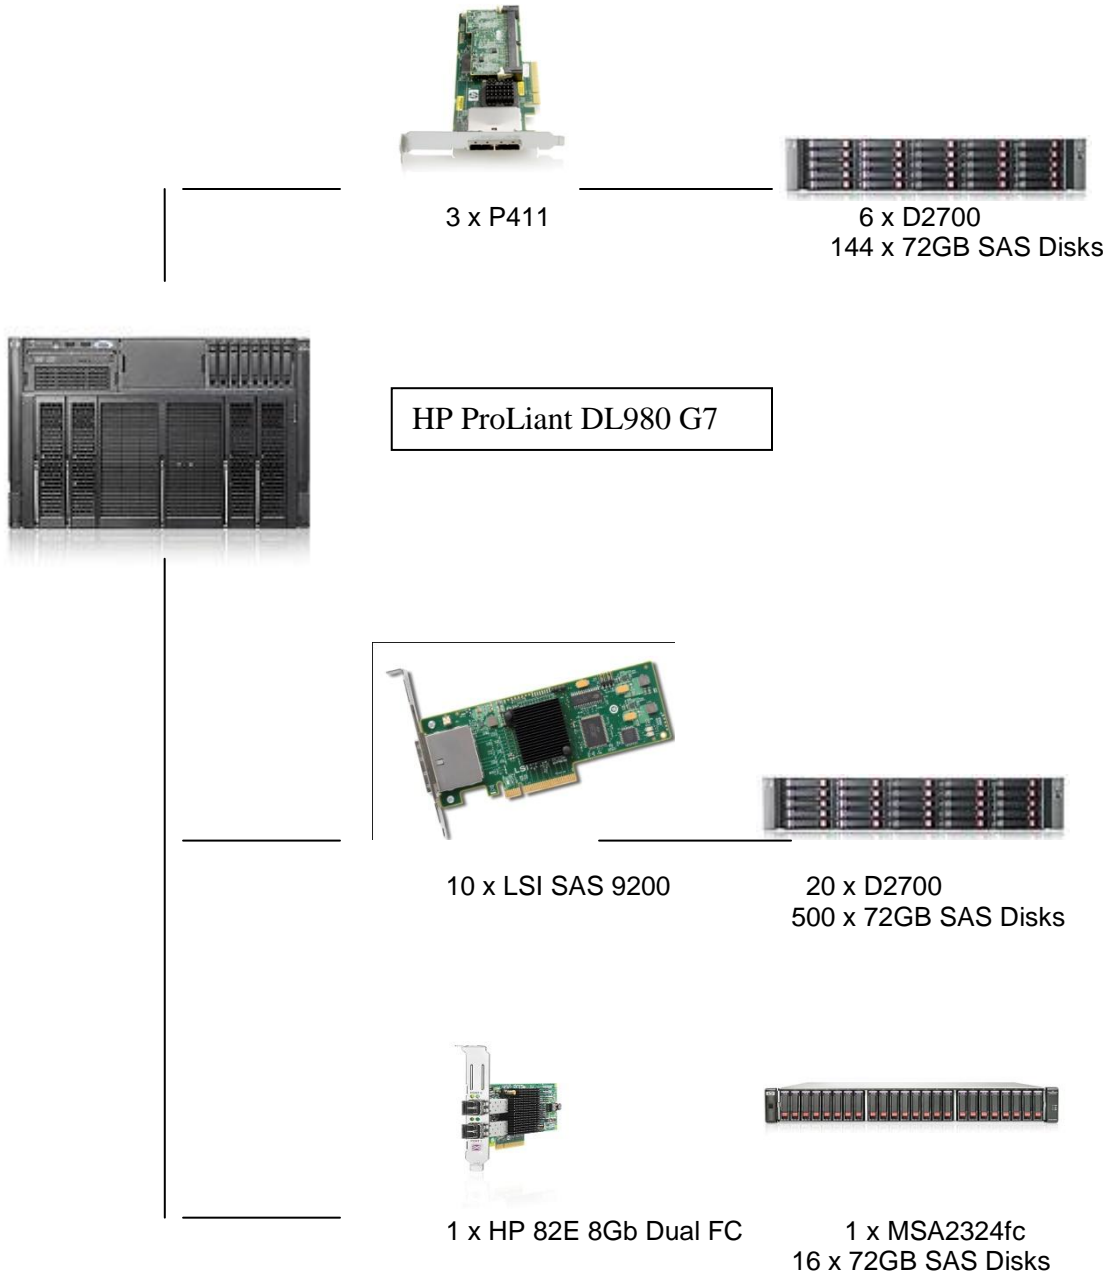 3 x P411
6 x D2700
144 x 72GB SAS Disks
HP ProLiant DL980 G7
LSI
10 x LSI SAS 9200
20 x D2700
500 x 72GB SAS Disks
1 x HP 82E 8Gb Dual FC
1 x MSA2324fc
16 x 72GB SAS Disks